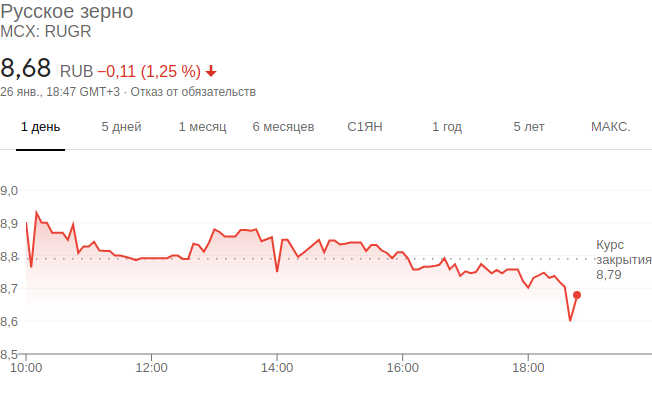 Русское зерно
MCX: RUGR
8,68 RUB −0,11 (1,25 %)
26 янв., 18:47 GMT+3 · Отказ от обязательств
1 день 5 дней 1 месяц 6 месяцев С1ЯН 1 год 5 лет МАКС.
9,0
8,9
8,8
8,7
8,6
8,5
Курс
закрытия
8,79
10:00 12:00 14:00 16:00 18:00